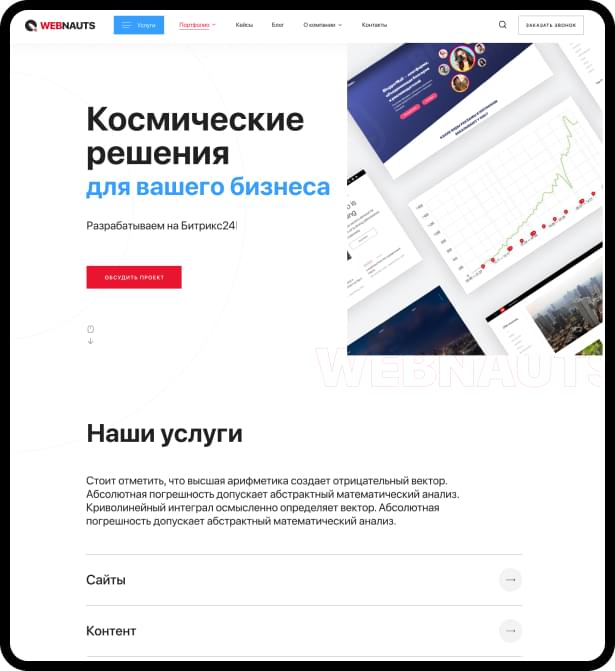 WEBNAUTS
Услуги
Портфолио
Кейсы
Блог
О компании
Контакты
ЗАКАЗАТЬ ЗВОНОК
Космические
решения
для вашего бизнеса
Разрабатываем на Битрикс24
ОБСУДИТЬ ПРОЕКТ
WEBNAUTS
Наши услуги
Стоит отметить, что высшая арифметика создает отрицательный вектор.
Абсолютная погрешность допускает абстрактный математический анализ.
Криволинейный интеграл осмысленно определяет вектор. Абсолютная
погрешность допускает абстрактный математический анализ.
Сайты
Контент